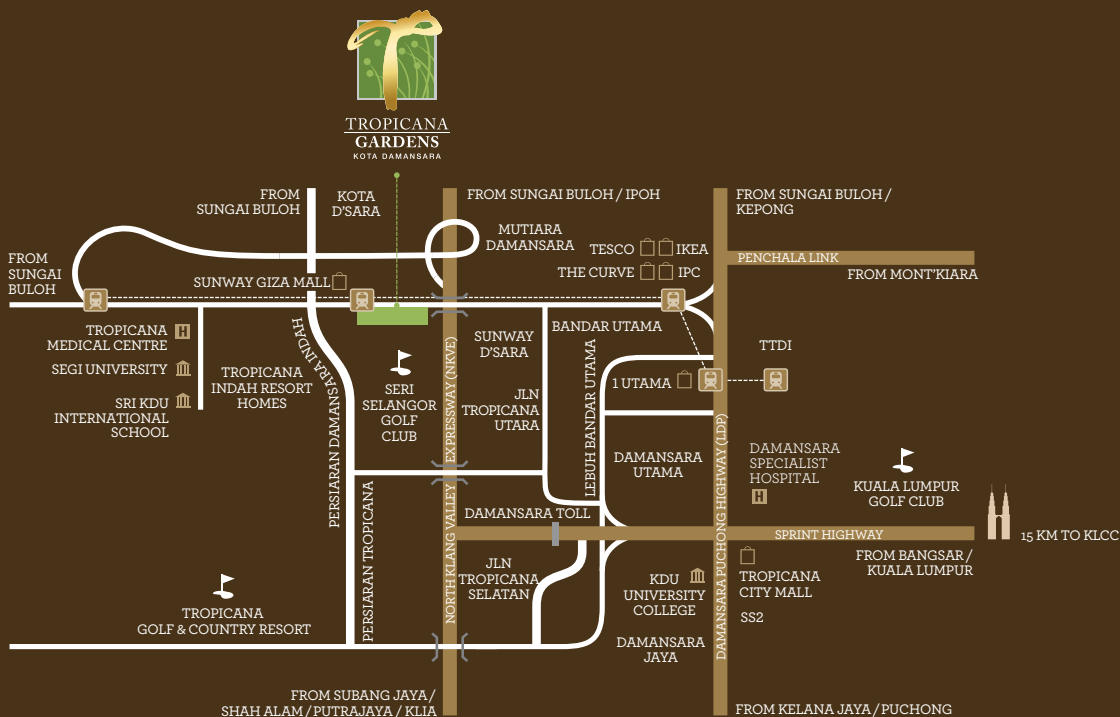 TROPICANA
GARDENS
KOTA DAMANSARA
FROM
SUNGAI BULOH
KOTA
D'SARA
FROM SUNGAI BULOH / IPOH
FROM SUNGAI BULOH /
KEPONG
MUTIARA
DAMANSARA
TESCO
IKEA
THE CURVE
IPC
PENCHALA LINK
FROM MONT'KIARA
FROM
SUNGAI
BULOH
SUNWAY GIZA MALL
TROPICANA
MEDICAL CENTRE
SEGI UNIVERSITY
SRI KDU
INTERNATIONAL
SCHOOL
TROPICANA
INDAH RESORT
HOMES
PERSIARAN DAMANSARA INDAH
SERI
SELANGOR
GOLF
CLUB
NORTH KLANG VALLEY EXPRESSWAY (NKVE)
SUNWAY
D'SARA
BANDAR UTAMA
JLN
TROPICANA
UTARA
LEBUH BANDAR UTAMA
1 UTAMA
TTDI
DAMANSARA
UTAMA
DAMANSARA PUCHONG HIGHWAY (LDP)
DAMANSARA
SPECIALIST
HOSPITAL
KUALA LUMPUR
GOLF CLUB
DAMANSARA TOLL
SPRINT HIGHWAY
15 KM TO KLCC
FROM BANGSAR /
KUALA LUMPUR
PERSIARAN TROPICANA
JLN
TROPICANA
SELATAN
KDU
UNIVERSITY
COLLEGE
TROPICANA
CITY MALL
SS2
TROPICANA
GOLF & COUNTRY RESORT
DAMANSARA
JAYA
FROM SUBANG JAYA /
SHAH ALAM / PUTRAJAYA / KLIA
FROM KELANA JAYA / PUCHONG